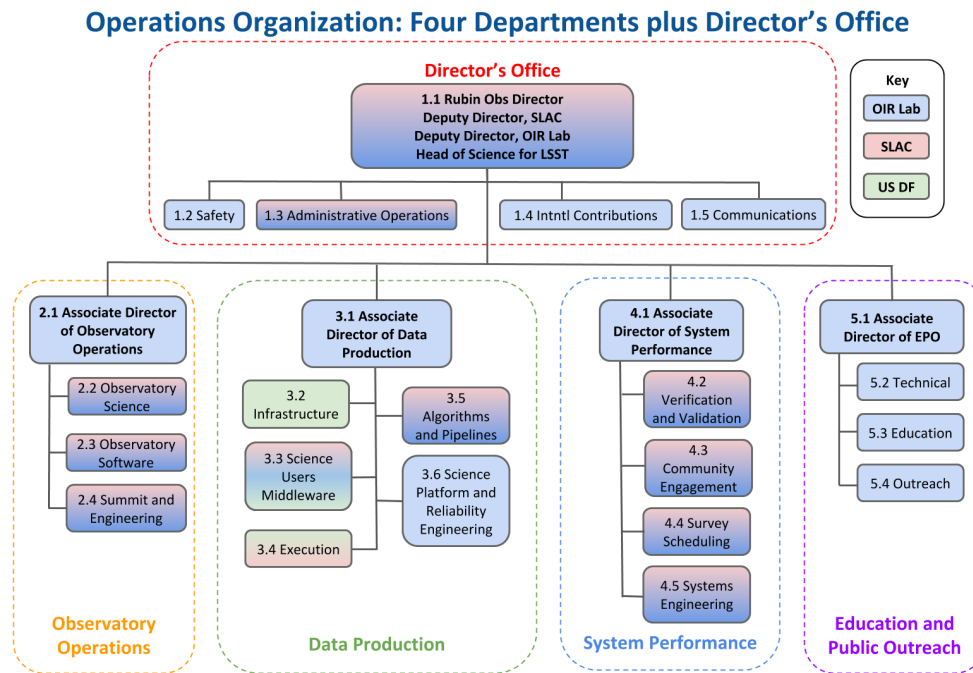 Operations Organization: Four Departments plus Director's Office
Director's Office
1.1 Rubin Obs Director
Deputy Director, SLAC
Deputy Director, OIR Lab
Head of Science for LSST
Key
OIR Lab
SLAC
US DF
1.2 Safety
1.3 Administrative Operations
1.4 Intntl Contributions
1.5 Communications
2.1 Associate Director
of Observatory
Operations
2.2 Observatory
Science
2.3 Observatory
Software
2.4 Summit and
Engineering
Observatory
Operations
3.1 Associate
Director of Data
Production
3.2
Infrastructure
3.3 Science
Users
Middleware
3.4 Execution
3.5
Algorithms
and Pipelines
3.6 Science
Platform and
Reliability
Engineering
Data Production
4.1 Associate
Director of System
Performance
4.2
Verification
and Validation
4.3
Community
Engagement
4.4 Survey
Scheduling
4.5 Systems
Engineering
System Performance
5.1 Associate
Director of EPO
5.2 Technical
5.3 Education
5.4 Outreach
Education and
Public Outreach